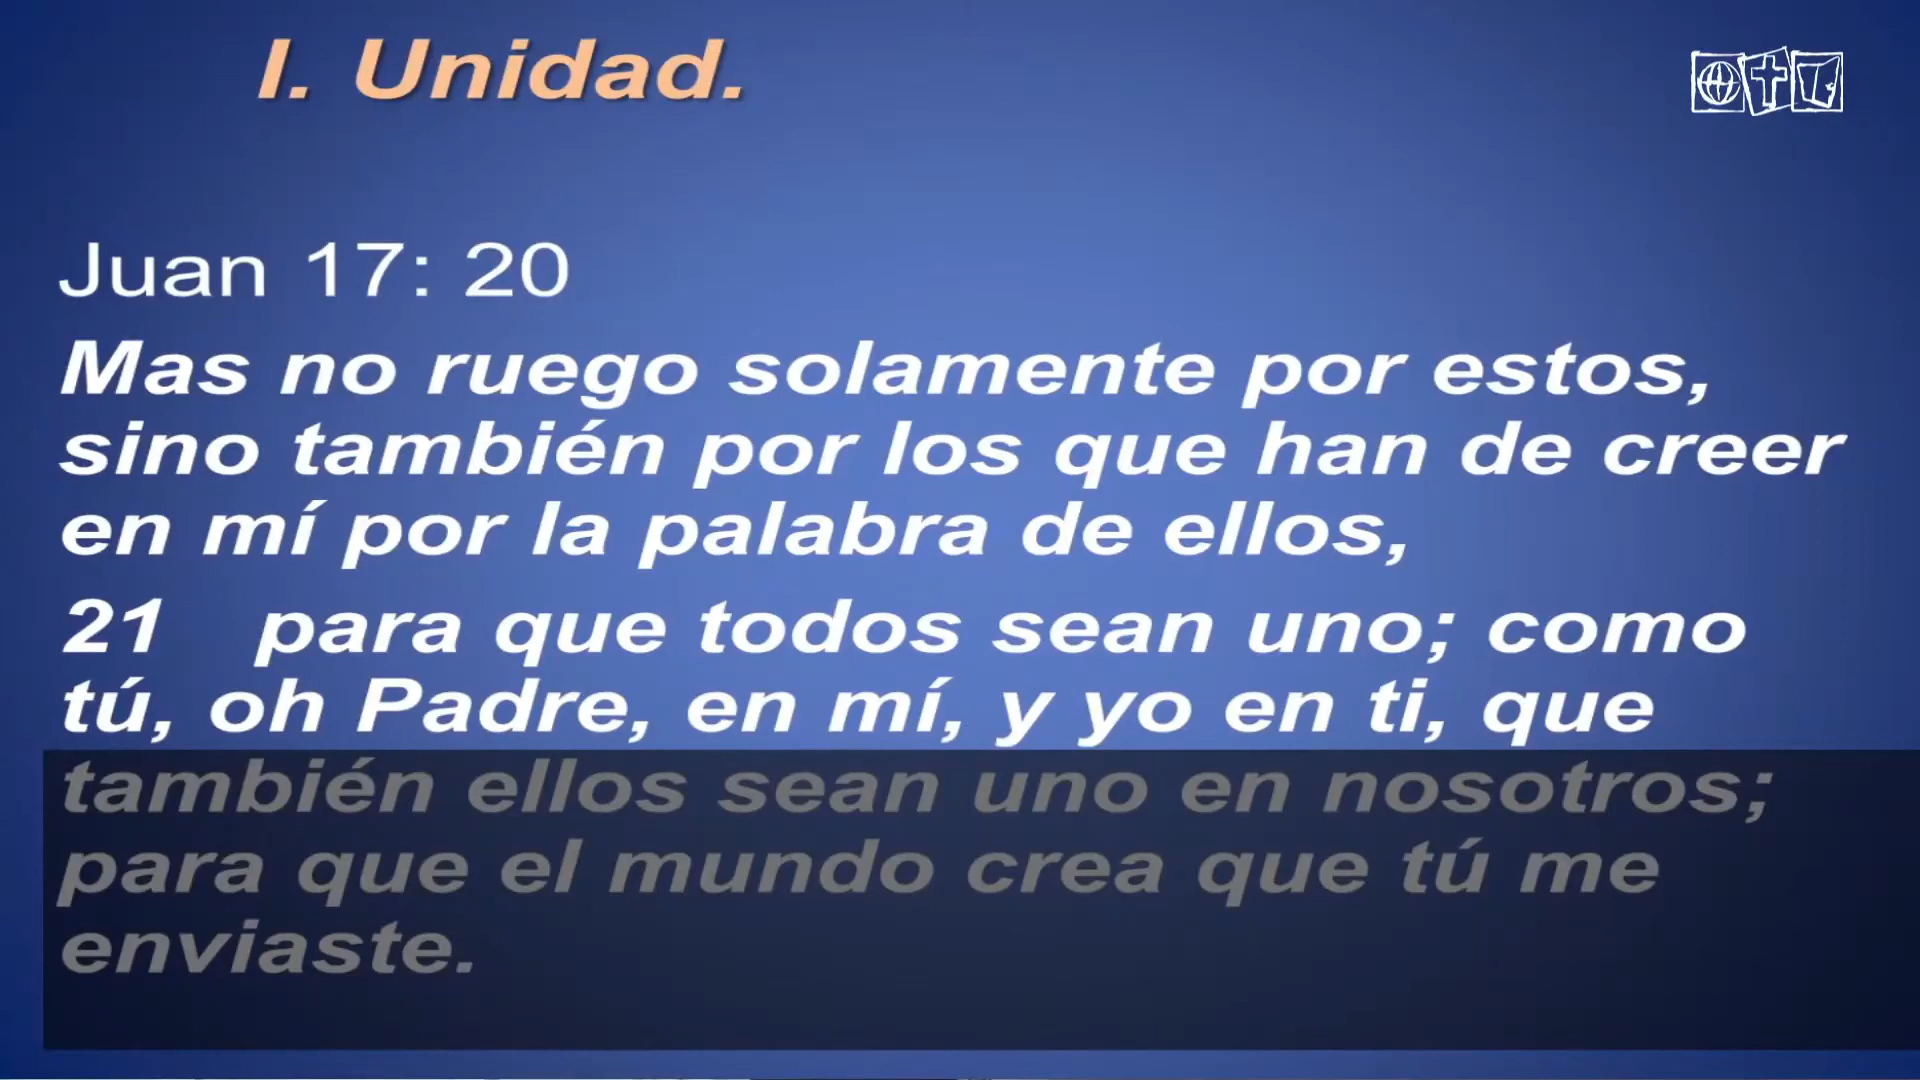 I. Unidad.
Juan 17: 20
Mas no ruego solamente por estos,
sino también por los que han de creer
en mí por la palabra de ellos,
21 para que todos sean uno; como
tú, oh Padre, en mí, y yo en ti, que
también ellos sean uno en nosotros;
para que el mundo crea que tú me
enviaste.